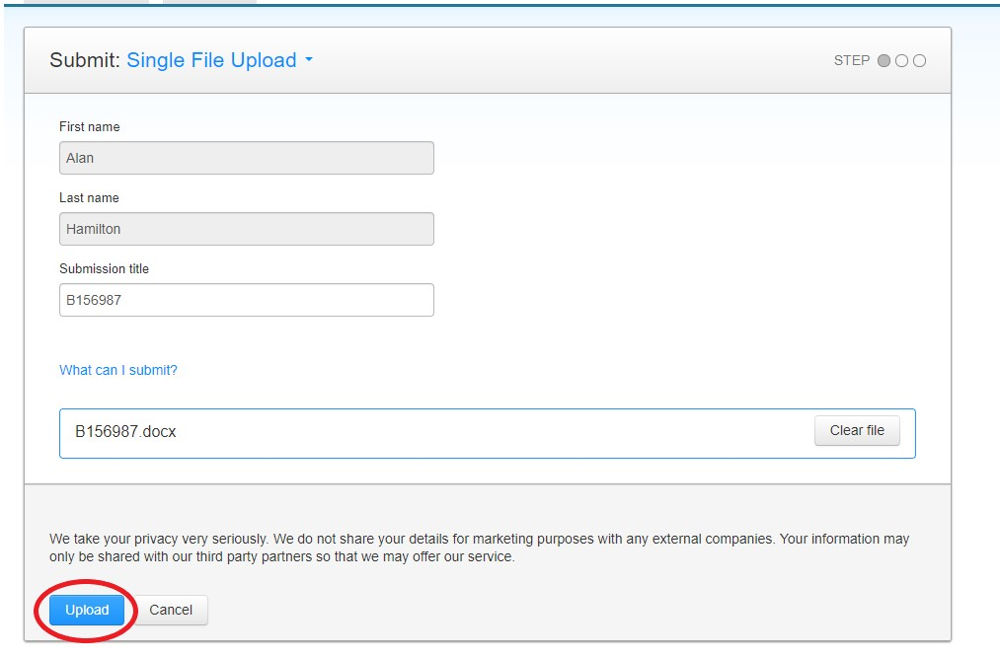 Submit: Single File Upload
STEP
First name
Alan
Last name
Hamilton
Submission title
B156987
What can I submit?
B156987.docx
Clear file
We take your privacy very seriously. We do not share your details for marketing purposes with any external companies. Your information may
only be shared with our third party partners so that we may offer our service.
Upload
Cancel